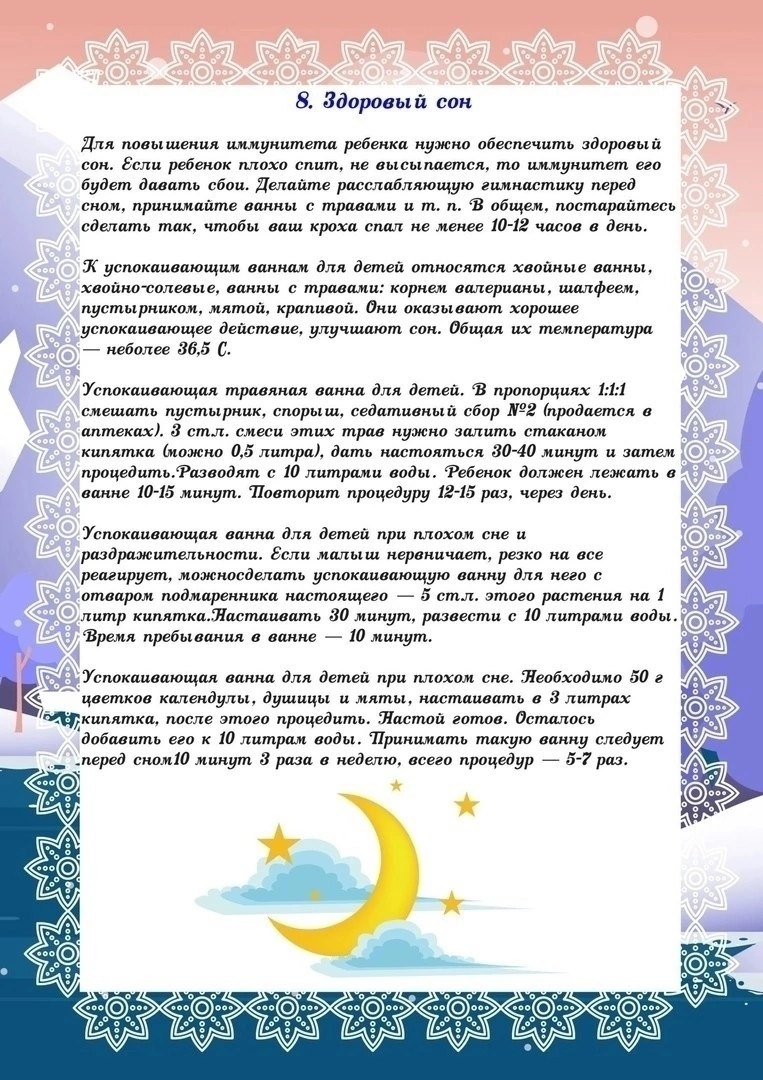 8. Здоровый сон
Для повышения иммунитета ребенка нужно обеспечить здоровый
сон. Если ребенок плохо спит, не высыпается, то иммунитет его
будет давать сбои. Делайте расслабляющую гимнастику перед
сном, принимайте ванны с травами и т. п. В общем, постарайтесь
сделать так, чтобы ваш кроха спал не менее 10-12 часов в день.
К успокаивающим ваннам для детей относятся хвойные ванны,
хвойно-солевые, ванны с травами: корнем валерианы, шалфеем,
пустырником, мятой, крапивой. Они оказывают хорошее
успокаивающее действие, улучшают сон. Общая их температура
— неболее 36,5 С.
Успокаивающая травяная ванна для детей. В пропорциях 1:1:1
смешать пустырник, спорыш, седативный сбор №2 (продается в
аптеках). 3 ст.л. смеси этих трав нужно залить стаканом
кипятка (можно 0,5 литра), дать настояться 30-40 минут и затем
процедить.Разводят с 10 литрами воды. Ребенок должен лежать в
ванне 10-15 минут. Повторит процедуру 12-15 раз, через день.
Успокаивающая ванна для детей при плохом сне и
раздражительности. Если малыш нервничает, резко на все
реагирует, можносделать успокаивающую ванну для него с
отваром подмаренника настоящего — 5 ст.л. этого растения на 1
литр кипятка.Настаивать 30 минут, развести с 10 литрами воды.
Время пребывания в ванне — 10 минут.
Успокаивающая ванна для детей при плохом сне. Необходимо 50 г
цветков календулы, душицы и мяты, настаивать в 3 литрах
кипятка, после этого процедить. Настой готов. Осталось
добавить его к 10 литрам воды. Принимать такую ванну следует
перед сном10 минут 3 раза в неделю, всего процедур — 5-7 раз.